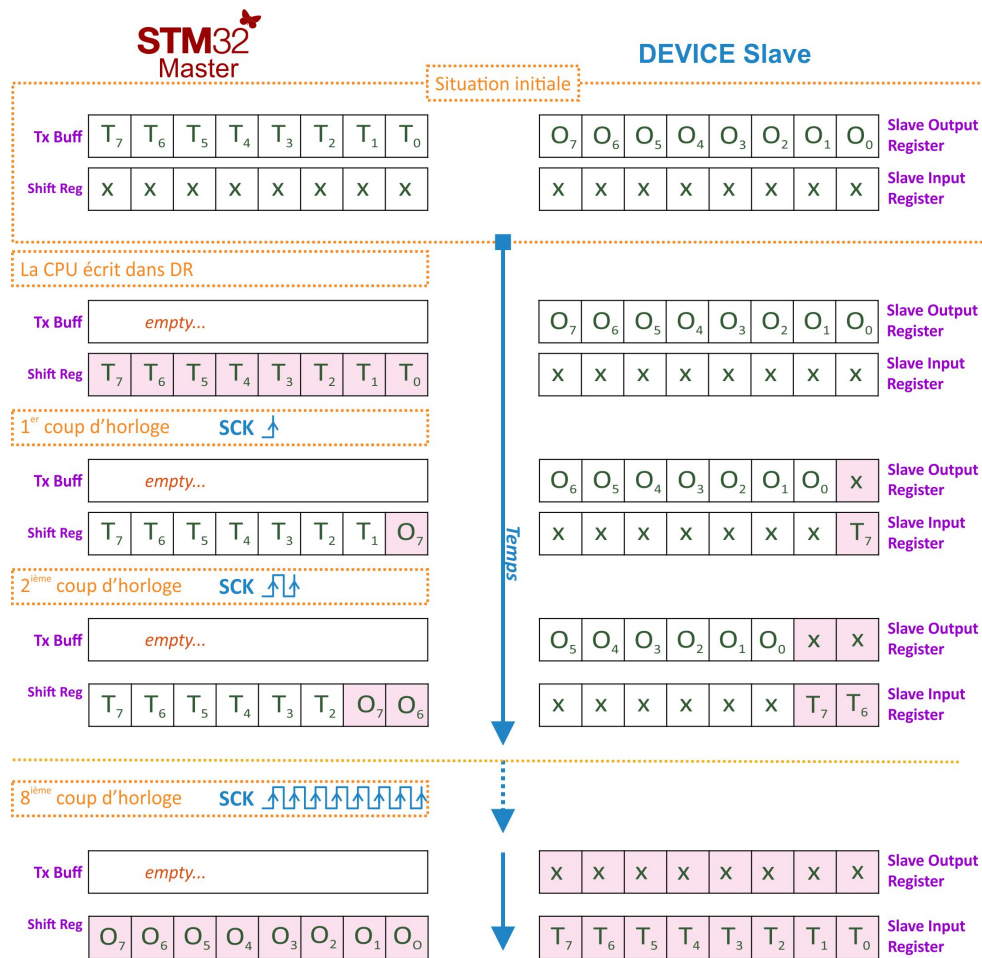 STM32
Master
DEVICE Slave
Situation initiale
Tx Buff T7 T6 T5 T4 T3 T2 T1 T0
O7 O6 O5 O4 O3 O2 O1 O0 Slave Output Register
Shift Reg x x x x x x x x
x x x x x x x x Slave Input Register
La CPU écrit dans DR
Tx Buff empty...
O7 O6 O5 O4 O3 O2 O1 O0 Slave Output Register
Shift Reg T7 T6 T5 T4 T3 T2 T1 T0
x x x x x x x x Slave Input Register
1er coup d'horloge SCK
Tx Buff empty...
O6 O5 O4 O3 O2 O1 O0 x Slave Output Register
Shift Reg T7 T6 T5 T4 T3 T2 T1 O7
x x x x x x x T7 Slave Input Register
Temps
2ième coup d'horloge SCK
Tx Buff empty...
O5 O4 O3 O2 O1 O0 x x Slave Output Register
Shift Reg T7 T6 T5 T4 T3 T2 O7 O6
x x x x x x T7 T6 Slave Input Register
8ième coup d'horloge SCK
Tx Buff empty...
x x x x x x x x Slave Output Register
Shift Reg O7 O6 O5 O4 O3 O2 O1 OO
T7 T6 T5 T4 T3 T2 T1 T0 Slave Input Register